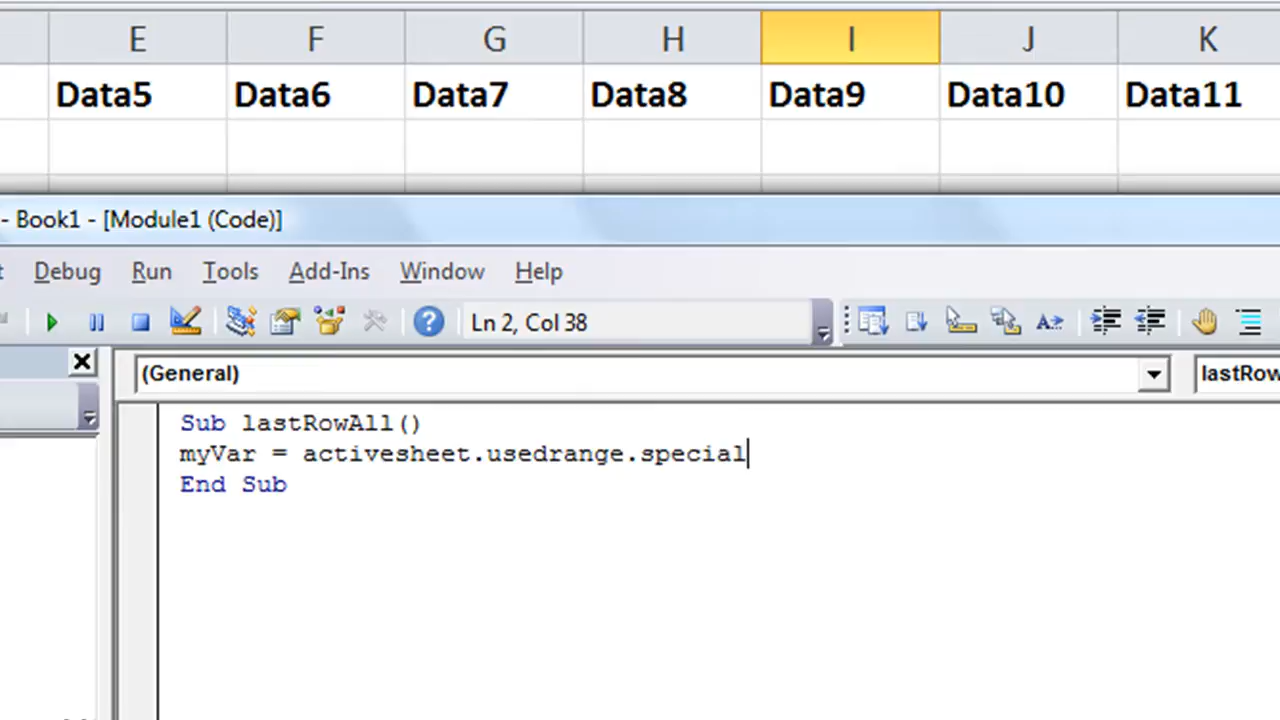 E F G H I J K
Data5 Data6 Data7 Data8 Data9 Data10 Data11
- Book1 - [Module1 (Code)]
Debug Run Tools Add-Ins Window Help
Ln 2, Col 38
(General) lastRow
Sub lastRowAll()
myVar = activesheet.usedrange.special
End Sub